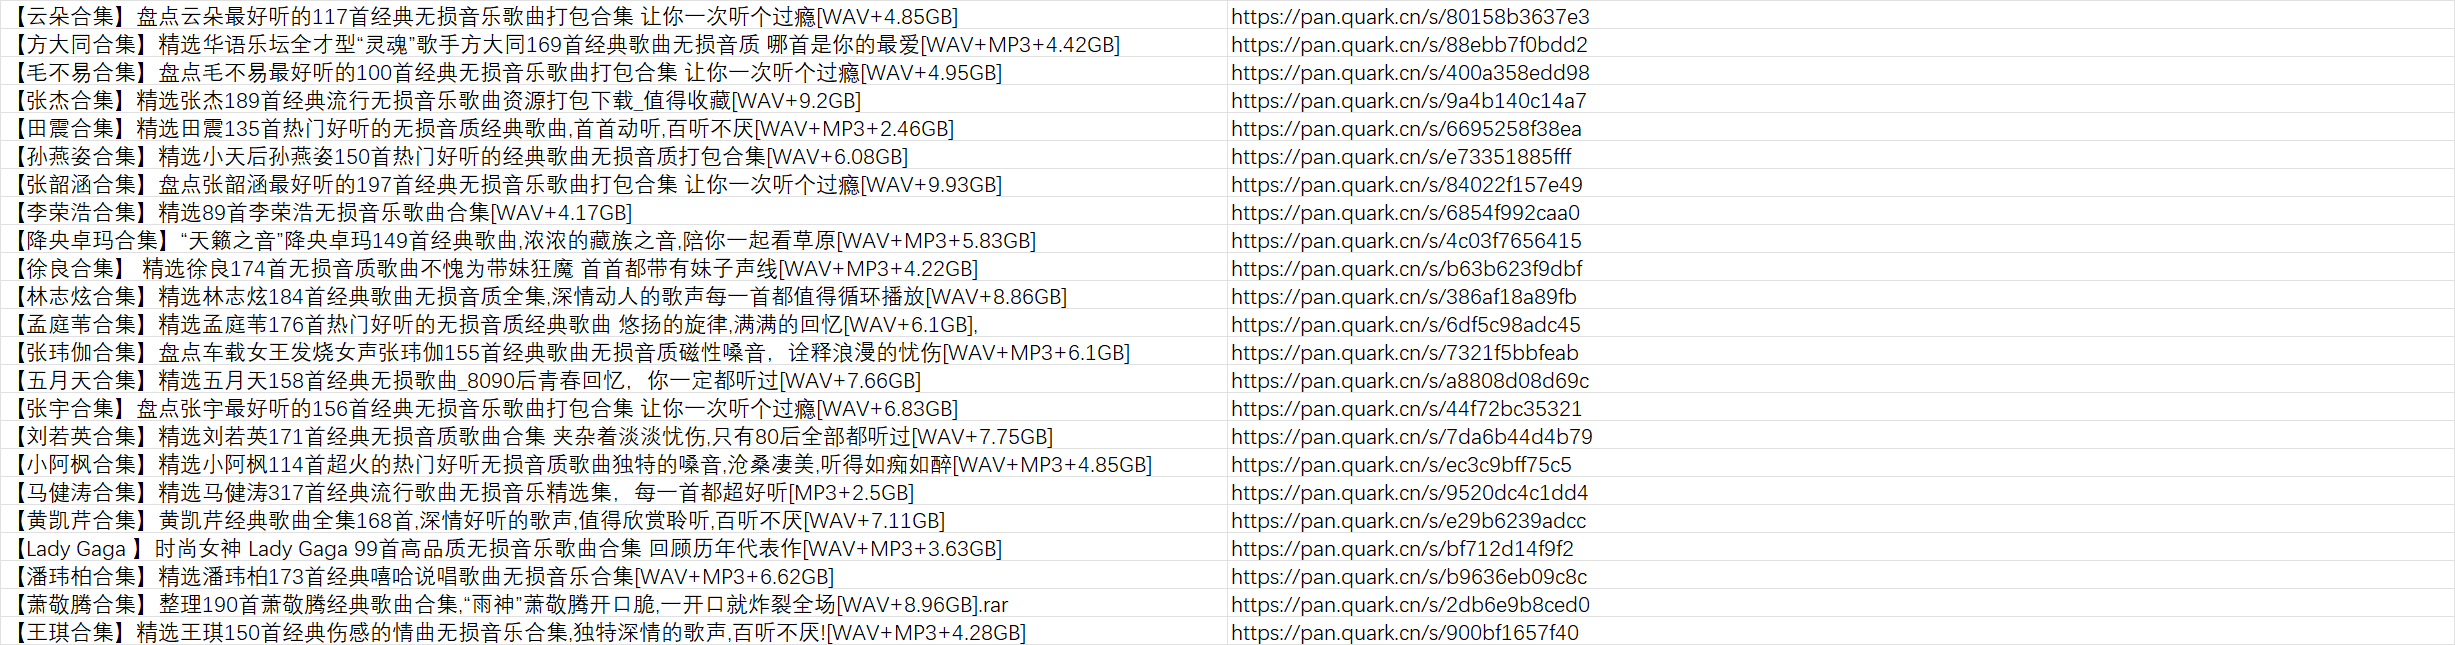 【云朵合集】盘点云朵最好听的117首经典无损音乐歌曲打包合集 让你一次听个过瘾[WAV+4.85GB] https://pan.quark.cn/s/80158b3637e3
【方大同合集】精选华语乐坛全才型“灵魂”歌手方大同169首经典歌曲无损音质 哪首是你的最爱[WAV+MP3+4.42GB] https://pan.quark.cn/s/88ebb7f0bdd2
【毛不易合集】盘点毛不易最好听的100首经典无损音乐歌曲打包合集 让你一次听个过瘾[WAV+4.95GB] https://pan.quark.cn/s/400a358edd98
【张杰合集】精选张杰189首经典流行无损音乐歌曲资源打包下载_值得收藏[WAV+9.2GB] https://pan.quark.cn/s/9a4b140c14a7
【田震合集】精选田震135首热门好听的无损音质经典歌曲,首首动听,百听不厌[WAV+MP3+2.46GB] https://pan.quark.cn/s/6695258f38ea
【孙燕姿合集】精选小天后孙燕姿150首热门好听的经典歌曲无损音质打包合集[WAV+6.08GB] https://pan.quark.cn/s/e73351885fff
【张韶涵合集】盘点张韶涵最好听的197首经典无损音乐歌曲打包合集 让你一次听个过瘾[WAV+9.93GB] https://pan.quark.cn/s/84022f157e49
【李荣浩合集】精选89首李荣浩无损音乐歌曲合集[WAV+4.17GB] https://pan.quark.cn/s/6854f992caa0
【降央卓玛合集】“天籁之音”降央卓玛149首经典歌曲,浓浓的藏族之音,陪你一起看草原[WAV+MP3+5.83GB] https://pan.quark.cn/s/4c03f7656415
【徐良合集】 精选徐良174首无损音质歌曲不愧为带妹狂魔 首首都带有妹子声线[WAV+MP3+4.22GB] https://pan.quark.cn/s/b63b623f9dbf
【林志炫合集】精选林志炫184首经典歌曲无损音质全集,深情动人的歌声每一首都值得循环播放[WAV+8.86GB] https://pan.quark.cn/s/386af18a89fb
【孟庭苇合集】精选孟庭苇176首热门好听的无损音质经典歌曲 悠扬的旋律,满满的回忆[WAV+6.1GB], https://pan.quark.cn/s/6df5c98adc45
【张玮伽合集】盘点车载女王发烧女声张玮伽155首经典歌曲无损音质磁性嗓音，诠释浪漫的忧伤[WAV+MP3+6.1GB] https://pan.quark.cn/s/7321f5bbfeab
【五月天合集】精选五月天158首经典无损歌曲_8090后青春回忆，你一定都听过[WAV+7.66GB] https://pan.quark.cn/s/a8808d08d69c
【张宇合集】盘点张宇最好听的156首经典无损音乐歌曲打包合集 让你一次听个过瘾[WAV+6.83GB] https://pan.quark.cn/s/44f72bc35321
【刘若英合集】精选刘若英171首经典无损音质歌曲合集 夹杂着淡淡忧伤,只有80后全部都听过[WAV+7.75GB] https://pan.quark.cn/s/7da6b44d4b79
【小阿枫合集】精选小阿枫114首超火的热门好听无损音质歌曲独特的嗓音,沧桑凄美,听得如痴如醉[WAV+MP3+4.85GB] https://pan.quark.cn/s/ec3c9bff75c5
【马健涛合集】精选马健涛317首经典流行歌曲无损音乐精选集，每一首都超好听[MP3+2.5GB] https://pan.quark.cn/s/9520dc4c1dd4
【黄凯芹合集】黄凯芹经典歌曲全集168首,深情好听的歌声,值得欣赏聆听,百听不厌[WAV+7.11GB] https://pan.quark.cn/s/e29b6239adcc
【Lady Gaga 】时尚女神 Lady Gaga 99首高品质无损音乐歌曲合集 回顾历年代表作[WAV+MP3+3.63GB] https://pan.quark.cn/s/bf712d14f9f2
【潘玮柏合集】精选潘玮柏173首经典嘻哈说唱歌曲无损音乐合集[WAV+MP3+6.62GB] https://pan.quark.cn/s/b9636eb09c8c
【萧敬腾合集】整理190首萧敬腾经典歌曲合集,“雨神”萧敬腾开口脆,一开口就炸裂全场[WAV+8.96GB].rar https://pan.quark.cn/s/2db6e9b8ced0
【王琪合集】精选王琪150首经典伤感的情曲无损音乐合集,独特深情的歌声,百听不厌![WAV+MP3+4.28GB] https://pan.quark.cn/s/900bf1657f40